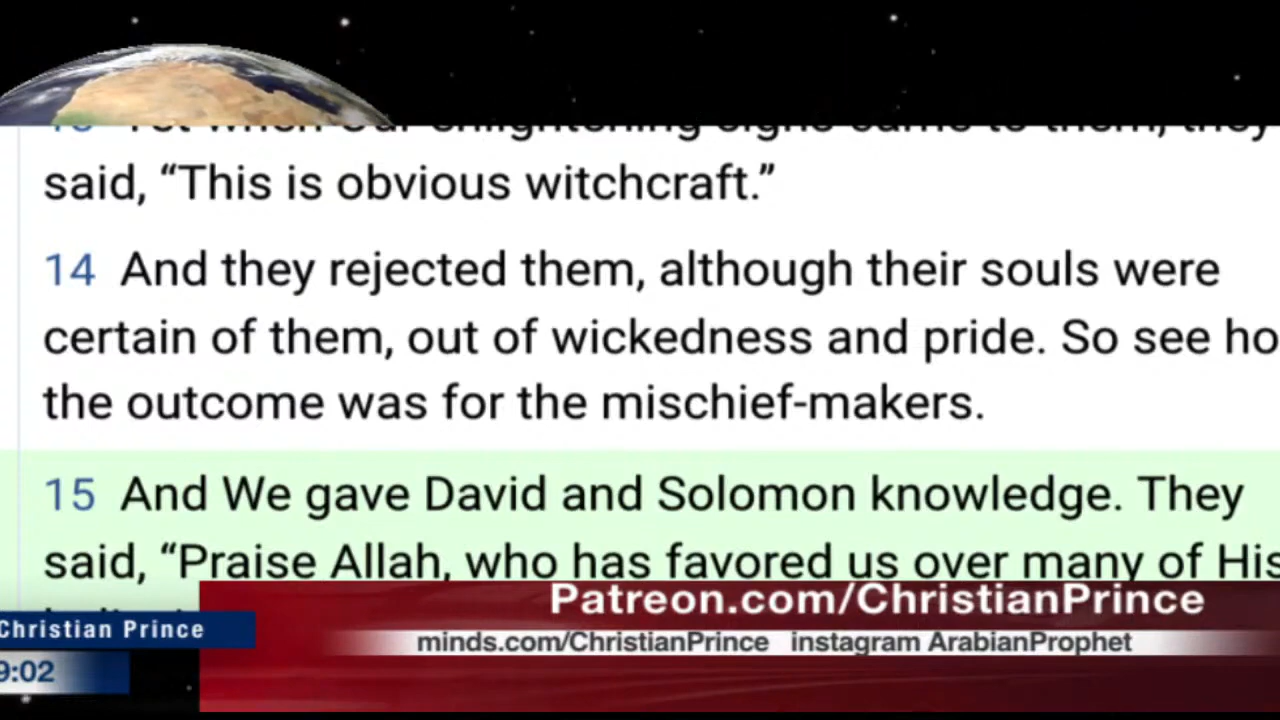 said, “This is obvious witchcraft.”
14 And they rejected them, although their souls were
certain of them, out of wickedness and pride. So see ho
the outcome was for the mischief-makers.
15 And We gave David and Solomon knowledge. They
said, “Praise Allah, who has favored us over many of His
Patreon.com/ChristianPrince
Christian Prince
minds.com/ChristianPrince instagram ArabianProphet
9:02